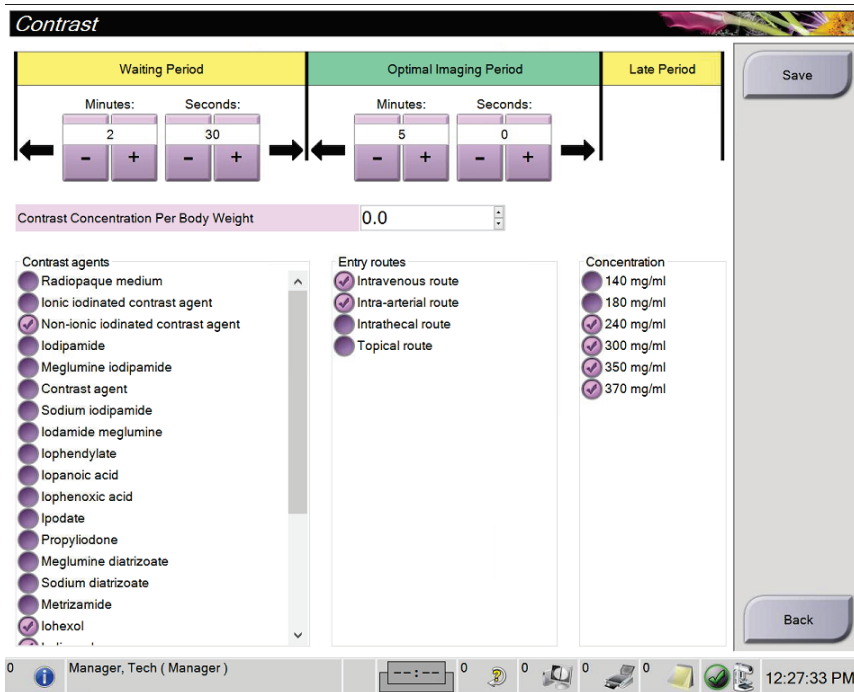 Contrast
Waiting Period
Optimal Imaging Period
Late Period
Save
Minutes: Seconds:
Minutes: Seconds:
2 30
5 0
- + - +
- + - +
Contrast Concentration Per Body Weight 0.0
Contrast agents
Radiopaque medium
Ionic iodinated contrast agent
Non-ionic iodinated contrast agent
Iodipamide
Meglumine iodipamide
Contrast agent
Sodium iodipamide
Iodamide meglumine
Iophendylate
Iopanoic acid
Iophenoxic acid
Ipodate
Propyliodone
Meglumine diatrizoate
Sodium diatrizoate
Metrizamide
Iohexol
Entry routes
Intravenous route
Intra-arterial route
Intrathecal route
Topical route
Concentration
140 mg/ml
180 mg/ml
240 mg/ml
300 mg/ml
350 mg/ml
370 mg/ml
Back
0 Manager, Tech ( Manager ) --:-- 0 0 0 0 12:27:33 PM